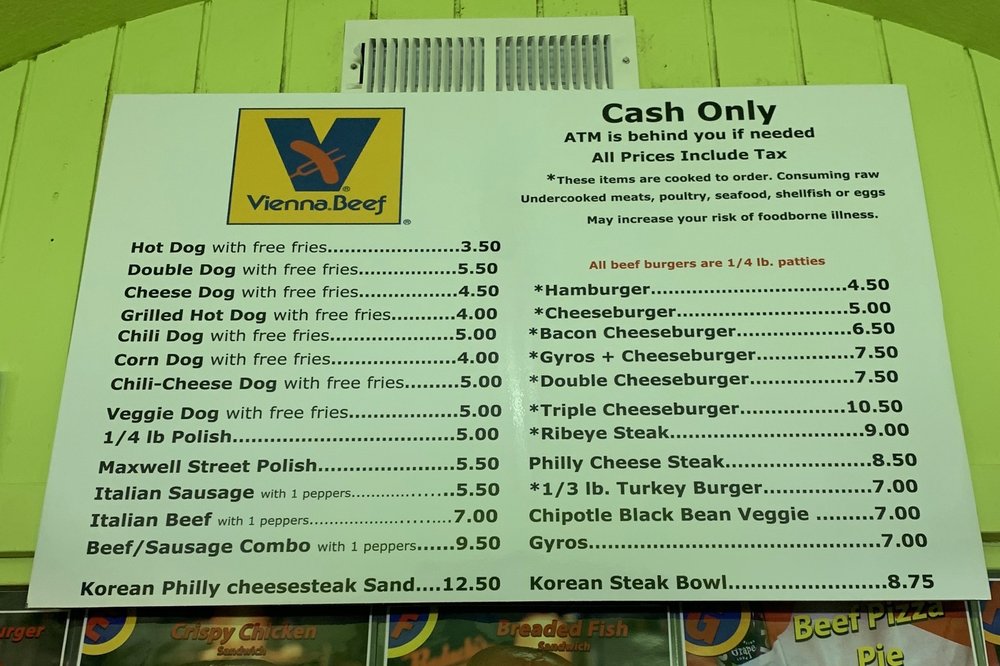 V
Vienna Beef
Hot Dog with free fries......................3.50
Double Dog with free fries................5.50
Cheese Dog with free fries................4.50
Grilled Hot Dog with free fries..........4.00
Chili Dog with free fries....................5.00
Corn Dog with free fries....................4.00
Chili-Cheese Dog with free fries.........5.00
Veggie Dog with free fries.................5.00
1/4 lb Polish....................................5.00
Maxwell Street Polish......................5.50
Italian Sausage with 1 peppers.................5.50
Italian Beef with 1 peppers........................7.00
Beef/Sausage Combo with 1 peppers......9.50
Korean Philly cheesesteak Sand....12.50
Cash Only
ATM is behind you if needed
All Prices Include Tax
*These items are cooked to order. Consuming raw
Undercooked meats, poultry, seafood, shellfish or eggs
May increase your risk of foodborne illness.
All beef burgers are 1/4 lb. patties
*Hamburger.................................4.50
*Cheeseburger.............................5.00
*Bacon Cheeseburger...................6.50
*Gyros + Cheeseburger................7.50
*Double Cheeseburger.................7.50
*Triple Cheeseburger.................10.50
*Ribeye Steak...............................9.00
Philly Cheese Steak.......................8.50
*1/3 lb. Turkey Burger.................7.00
Chipotle Black Bean Veggie .........7.00
Gyros..............................................7.00
Korean Steak Bowl.........................8.75
urger
C
Crispy Chicken
Sandwich
F
Breaded Fish
Sandwich
G
Grape
Beef Pizza
Pie